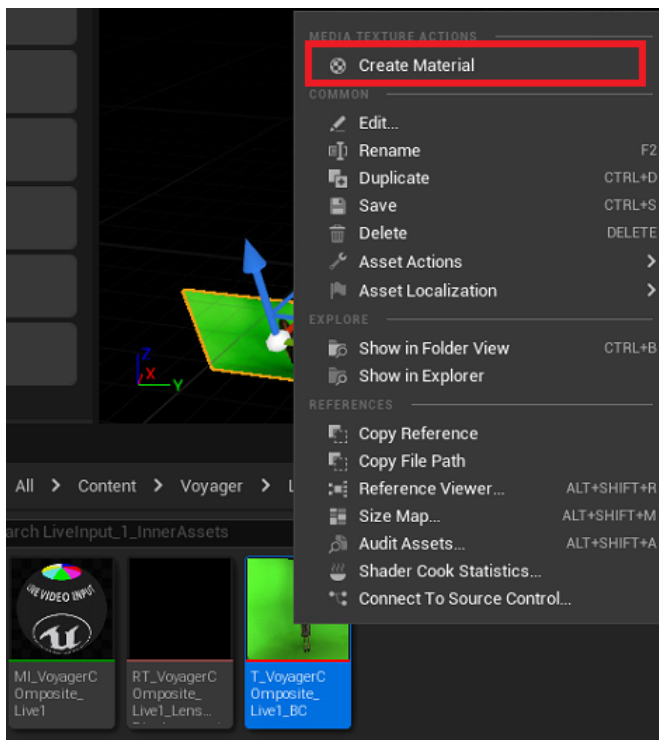 MEDIA TEXTURE ACTIONS
Create Material
COMMON
Edit...
Rename F2
Duplicate CTRL+D
Save CTRL+S
Delete DELETE
Asset Actions
Asset Localization
EXPLORE
Show in Folder View CTRL+B
Show in Explorer
REFERENCES
Copy Reference
Copy File Path
Reference Viewer... ALT+SHIFT+R
Size Map... ALT+SHIFT+M
Audit Assets... ALT+SHIFT+A
Shader Cook Statistics...
Connect To Source Control...
Z
X
Y
All > Content > Voyager > L
arch LiveInput_1_InnerAssets
LIVE VIDEO INPUT
MI_VoyagerC
Omposite_
Live1
RT_VoyagerC
Omposite_
Live1_Lens...
T_VoyagerC
Omposite_
Live1_BC